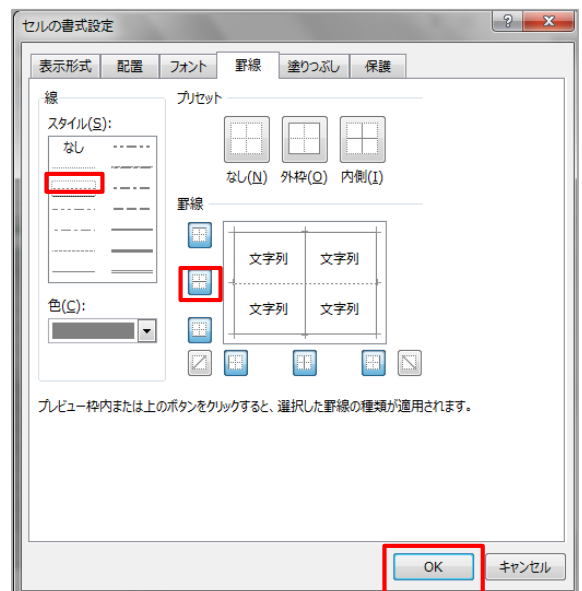 セルの書式設定
表示形式 配置 フォント 罫線 塗りつぶし 保護
線
スタイル(S):
なし
色(C):
プリセット
なし(N) 外枠(O) 内側(I)
罫線
文字列 文字列
文字列 文字列
プレビュー枠内または上のボタンをクリックすると、選択した罫線の種類が適用されます。
OK キャンセル